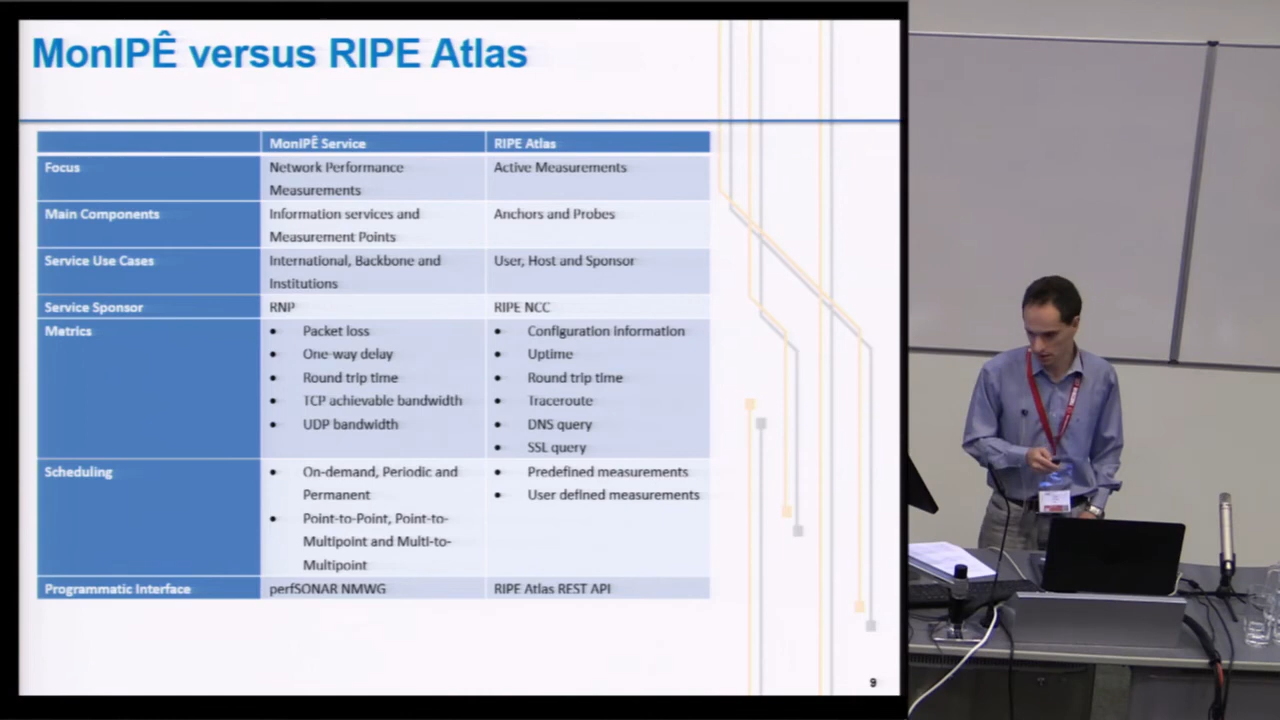 MonIPÊ versus RIPE Atlas
MonIPÊ Service RIPE Atlas
Focus Network Performance Active Measurements
Measurements
Main Components Information services and Anchors and Probes
Measurement Points
Service Use Cases International, Backbone and User, Host and Sponsor
Institutions
Service Sponsor RNP RIPE NCC
Metrics • Packet loss • Configuration information
• One-way delay • Uptime
• Round trip time • Round trip time
• TCP achievable bandwidth • Traceroute
• UDP bandwidth • DNS query
• SSL query
Scheduling • On-demand, Periodic and • Predefined measurements
Permanent • User defined measurements
• Point-to-Point, Point-to-
Multipoint and Multi-to-
Multipoint
Programmatic Interface perfSONAR NMWG RIPE Atlas REST API
9